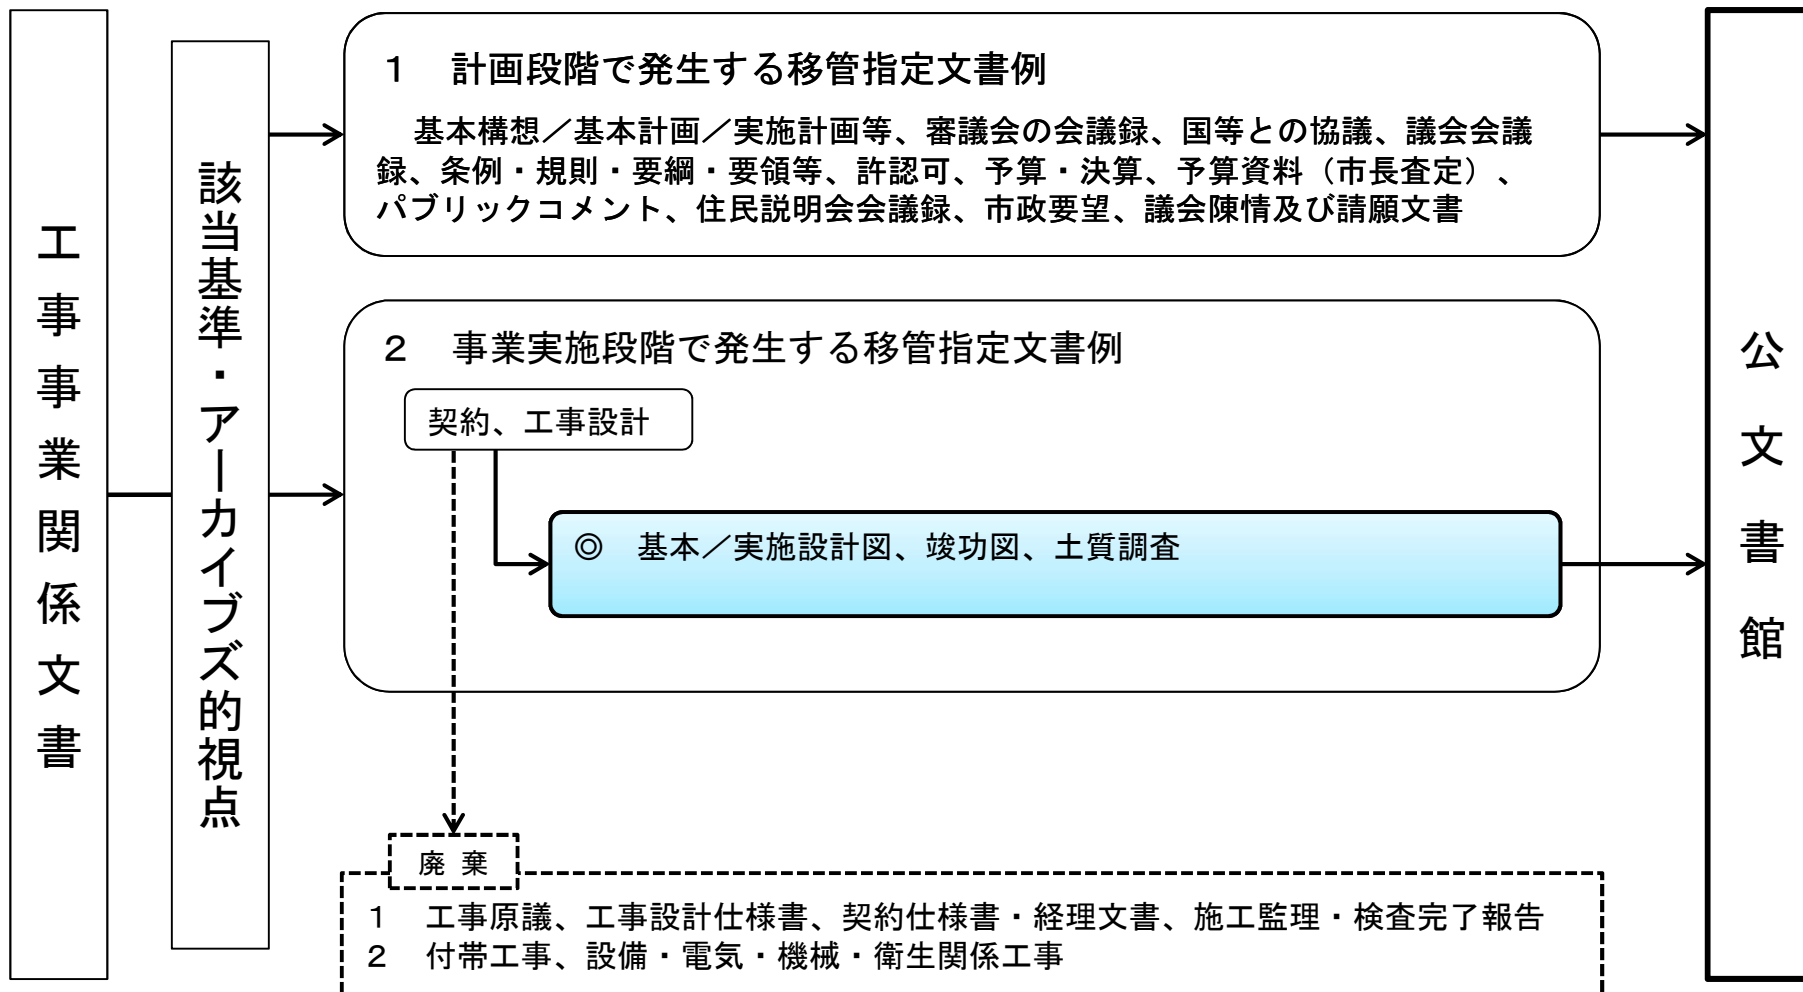 工事事業関係文書
該当基準・アーカイブズ的視点
１　計画段階で発生する移管指定文書例
基本構想／基本計画／実施計画等、審議会の会議録、国等との協議、議会会議
録、条例・規則・要綱・要領等、許認可、予算・決算、予算資料（市長査定）、
パブリックコメント、住民説明会会議録、市政要望、議会陳情及び請願文書
２　事業実施段階で発生する移管指定文書例
契約、工事設計
◎　基本／実施設計図、竣功図、土質調査
廃 棄
１　工事原議、工事設計仕様書、契約仕様書・経理文書、施工監理・検査完了報告
２　付帯工事、設備・電気・機械・衛生関係工事
公文書館